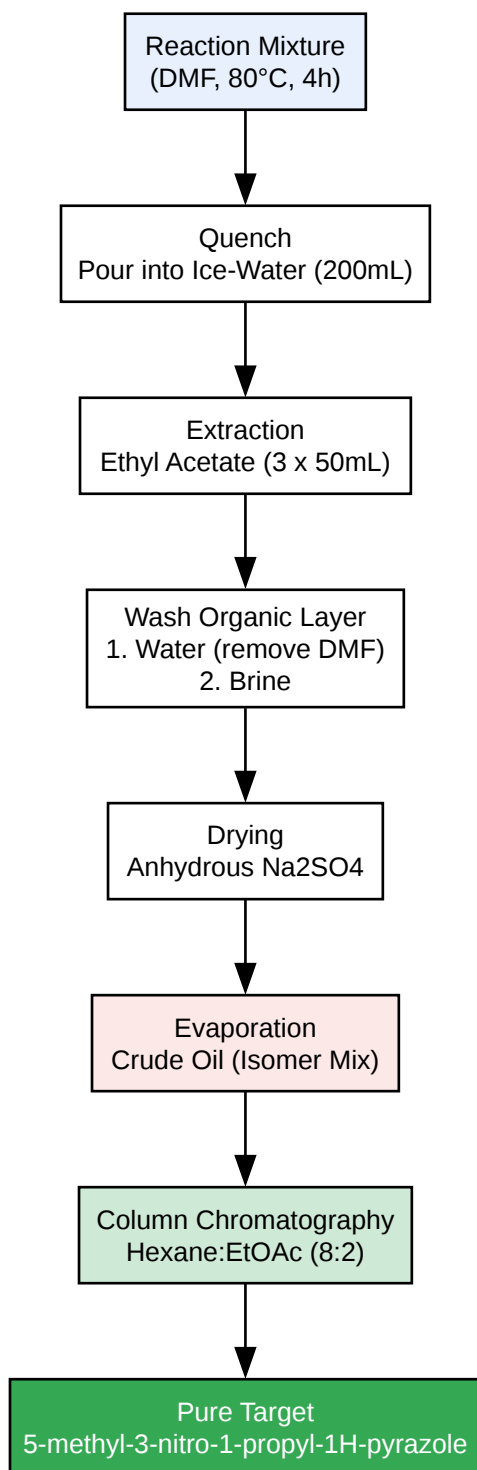 Reaction Mixture
(DMF, 80°C, 4h)
Quench
Pour into Ice-Water (200mL)
Extraction
Ethyl Acetate (3 x 50mL)
Wash Organic Layer
1. Water (remove DMF)
2. Brine
Drying
Anhydrous Na2SO4
Evaporation
Crude Oil (Isomer Mix)
Column Chromatography
Hexane:EtOAc (8:2)
Pure Target
5-methyl-3-nitro-1-propyl-1H-pyrazole